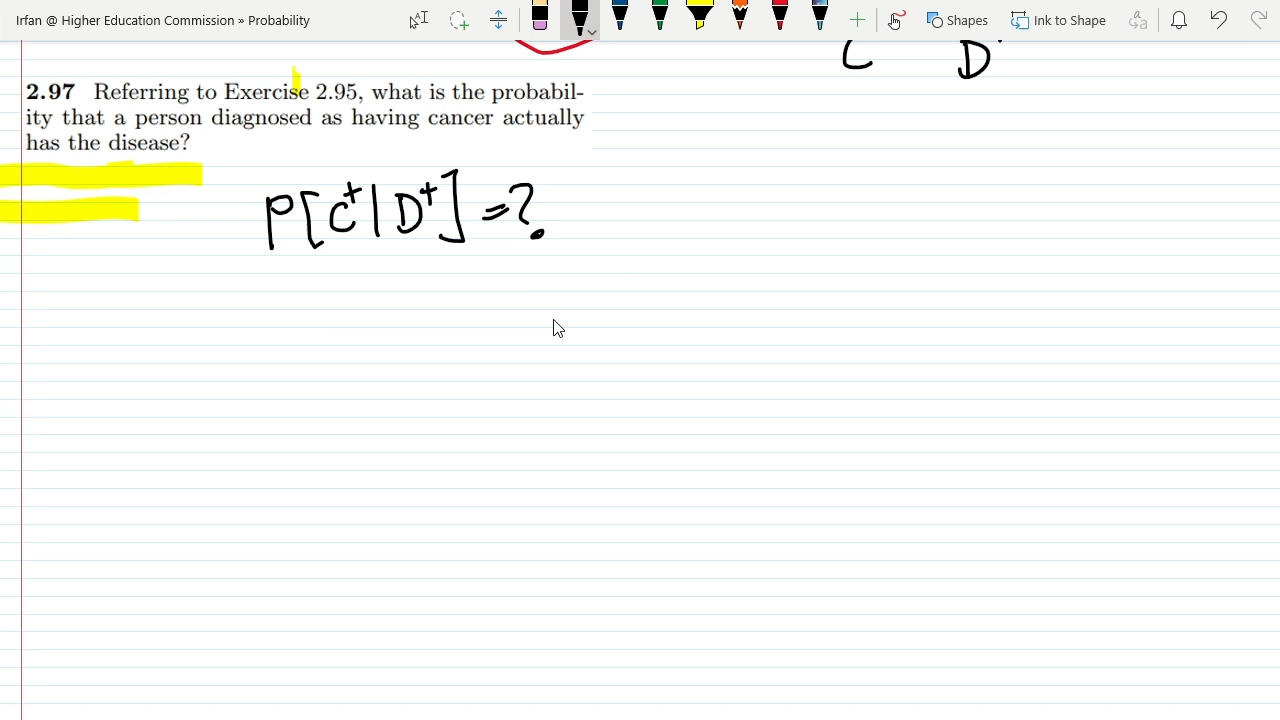 Irfan @ Higher Education Commission » Probability
Shapes
Ink to Shape
C D
2.97 Referring to Exercise 2.95, what is the probabil-
ity that a person diagnosed as having cancer actually
has the disease?
P[C⁺|D⁺] = ?